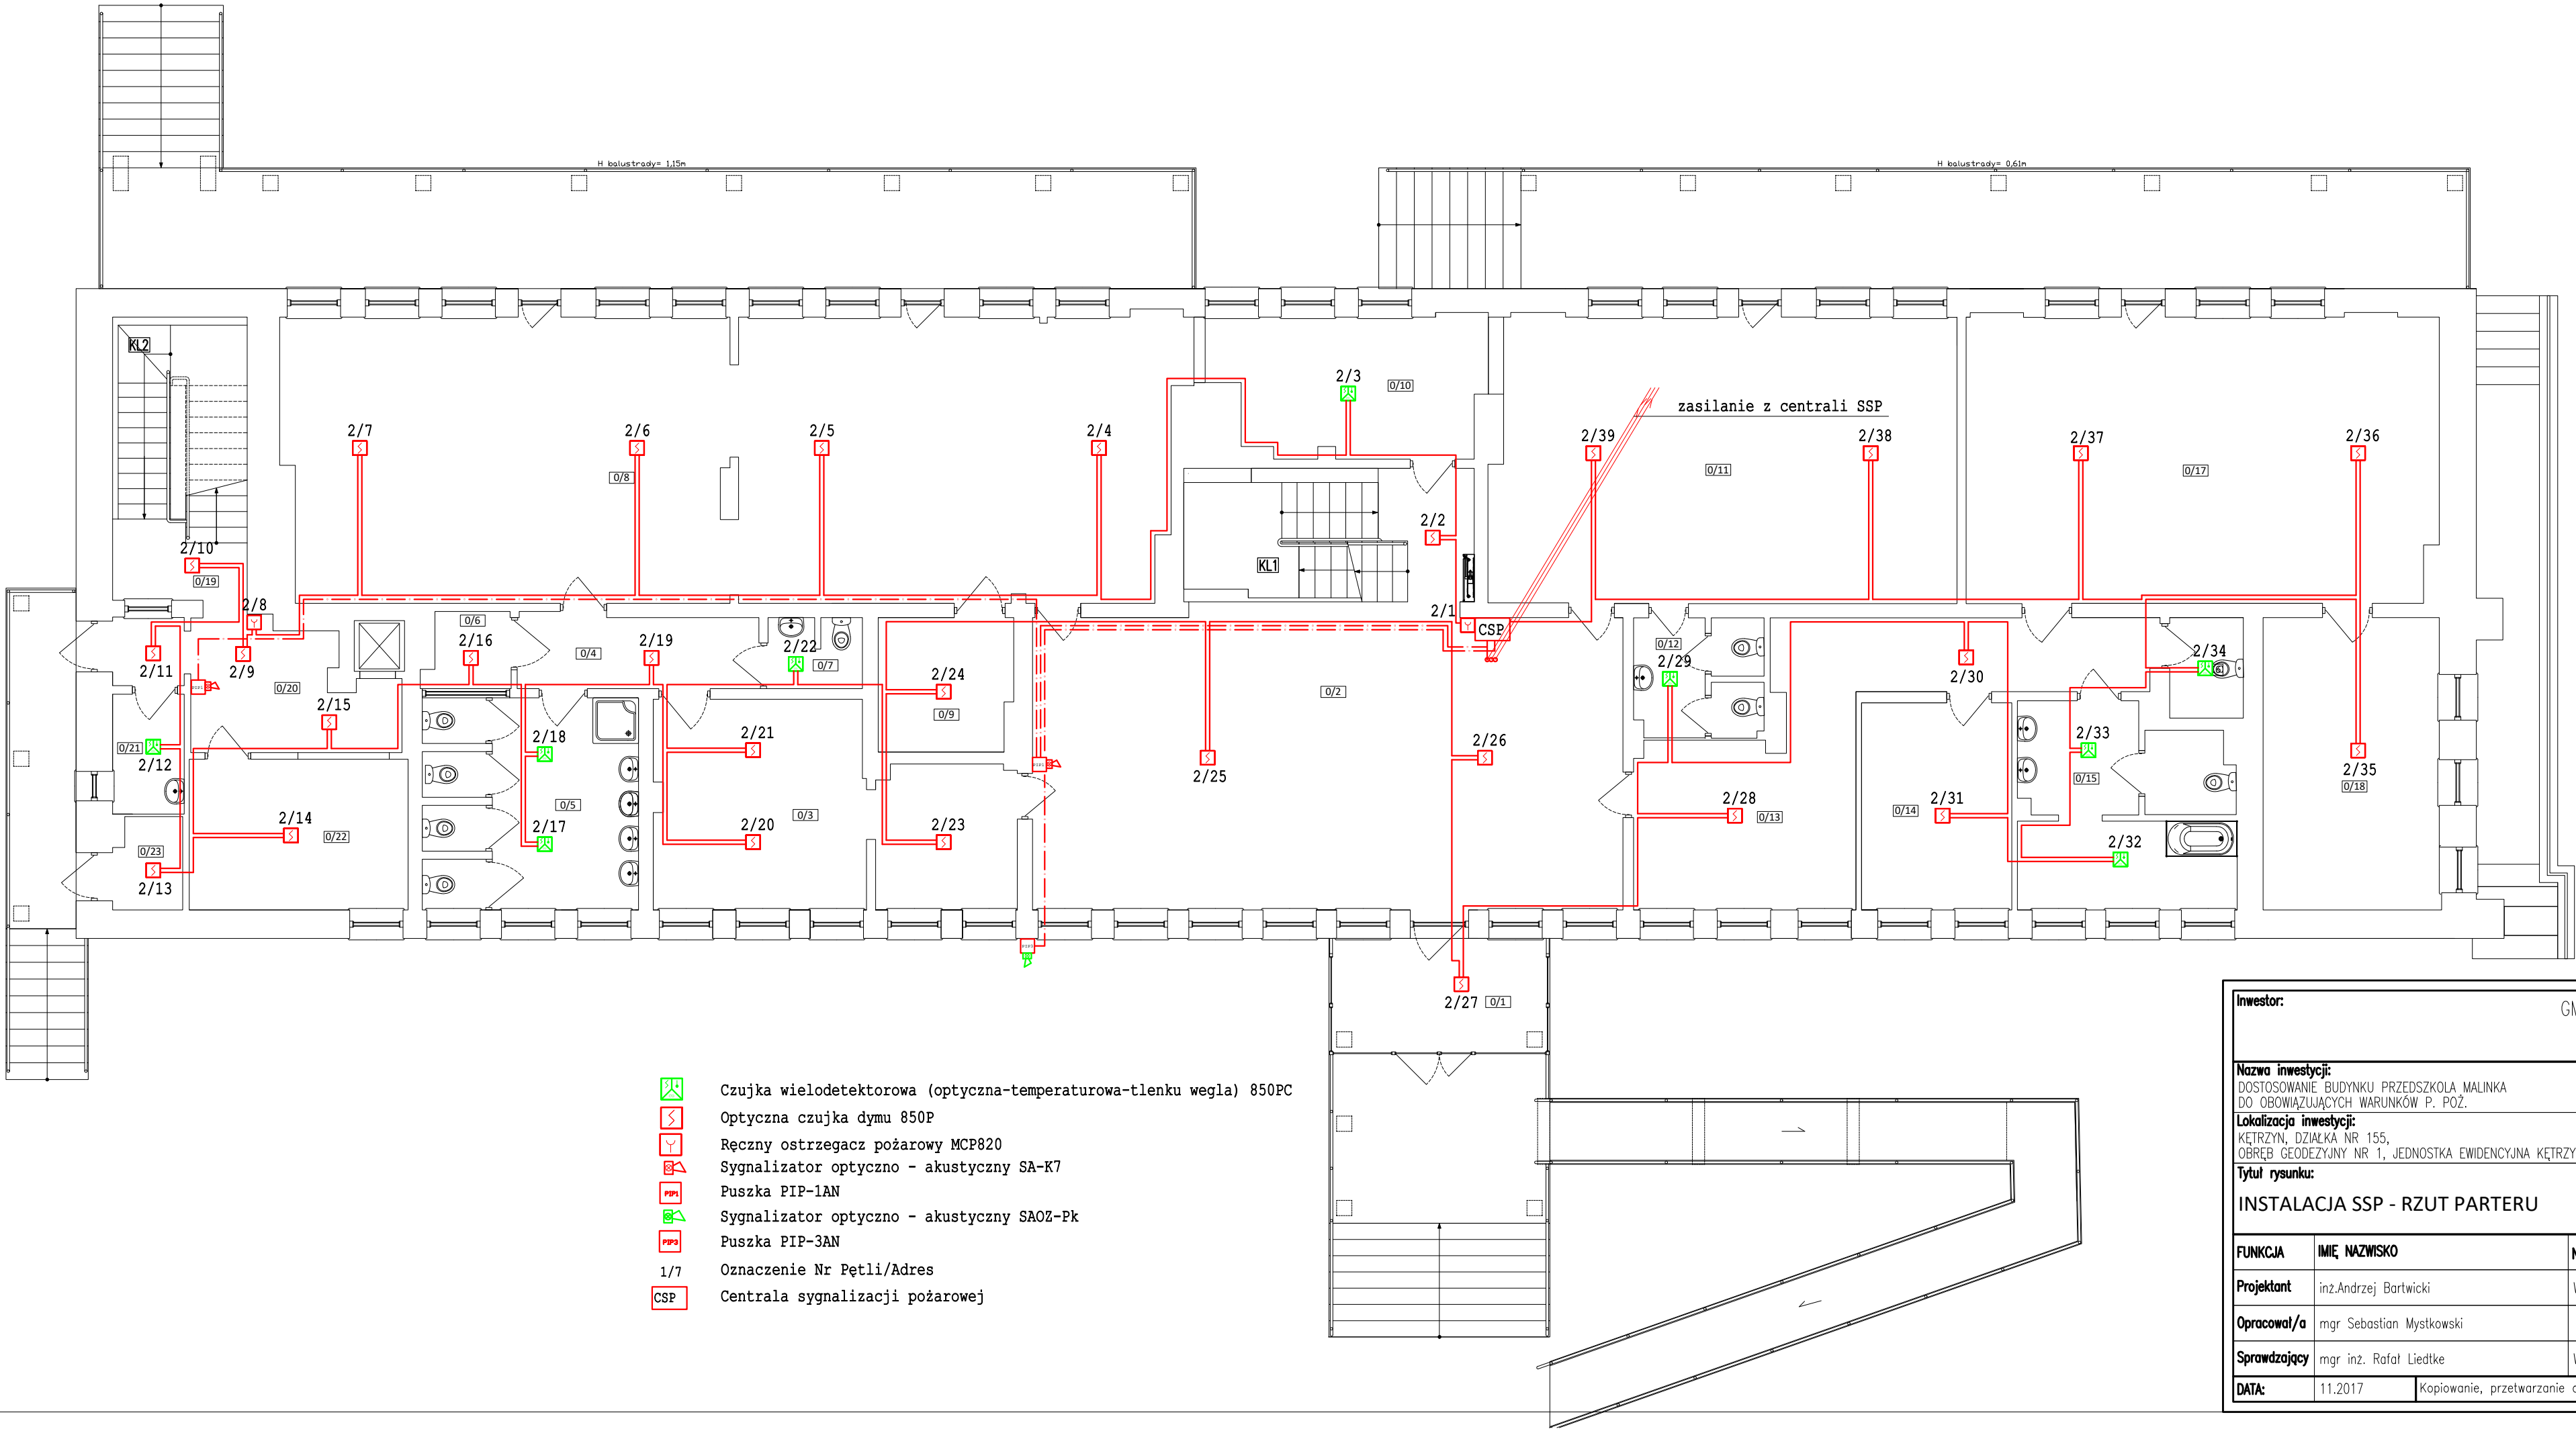 H balustrady= 1,15m
H balustrady= 0,61m
KL2
2/3
0/10
zasilanie z centrali SSP
2/7
2/6
2/5
2/4
2/39
2/38
2/37
2/36
0/8
0/11
0/17
2/2
2/10
0/19
KL1
2/8
2/1
CSP
0/6
2/16
2/19
2/22
0/4
0/7
0/12
2/29
2/34
2/11
2/9
0/20
2/24
0/2
2/30
PIP1
2/15
0/9
2/18
2/21
2/26
2/33
0/21
2/12
PIP1
2/25
0/15
2/35
0/18
0/5
0/3
2/28
0/13
2/31
0/14
2/14
0/22
2/17
2/20
2/23
0/23
2/13
2/32
PIP3
2/27
0/1
Czujka wielodetektorowa (optyczna-temperaturowa-tlenku wegla) 850PC
Optyczna czujka dymu 850P
Ręczny ostrzegacz pożarowy MCP820
Sygnalizator optyczno - akustyczny SA-K7
PIP1 Puszka PIP-1AN
Sygnalizator optyczno - akustyczny SAOZ-Pk
PIP3 Puszka PIP-3AN
1/7 Oznaczenie Nr Pętli/Adres
CSP Centrala sygnalizacji pożarowej
Inwestor:
Nazwa inwestycji:
DOSTOSOWANIE BUDYNKU PRZEDSZKOLA MALINKA
DO OBOWIĄZUJĄCYCH WARUNKÓW P. POŻ.
Lokalizacja inwestycji:
KĘTRZYN, DZIAŁKA NR 155,
OBRĘB GEODEZYJNY NR 1, JEDNOSTKA EWIDENCYJNA KĘTRZY
Tytuł rysunku:
INSTALACJA SSP - RZUT PARTERU
FUNKCJA IMIĘ NAZWISKO
Projektant inż.Andrzej Bartwicki
Opracował/a mgr Sebastian Mystkowski
Sprawdzający mgr inż. Rafał Liedtke
DATA: 11.2017 Kopiowanie, przetwarzanie